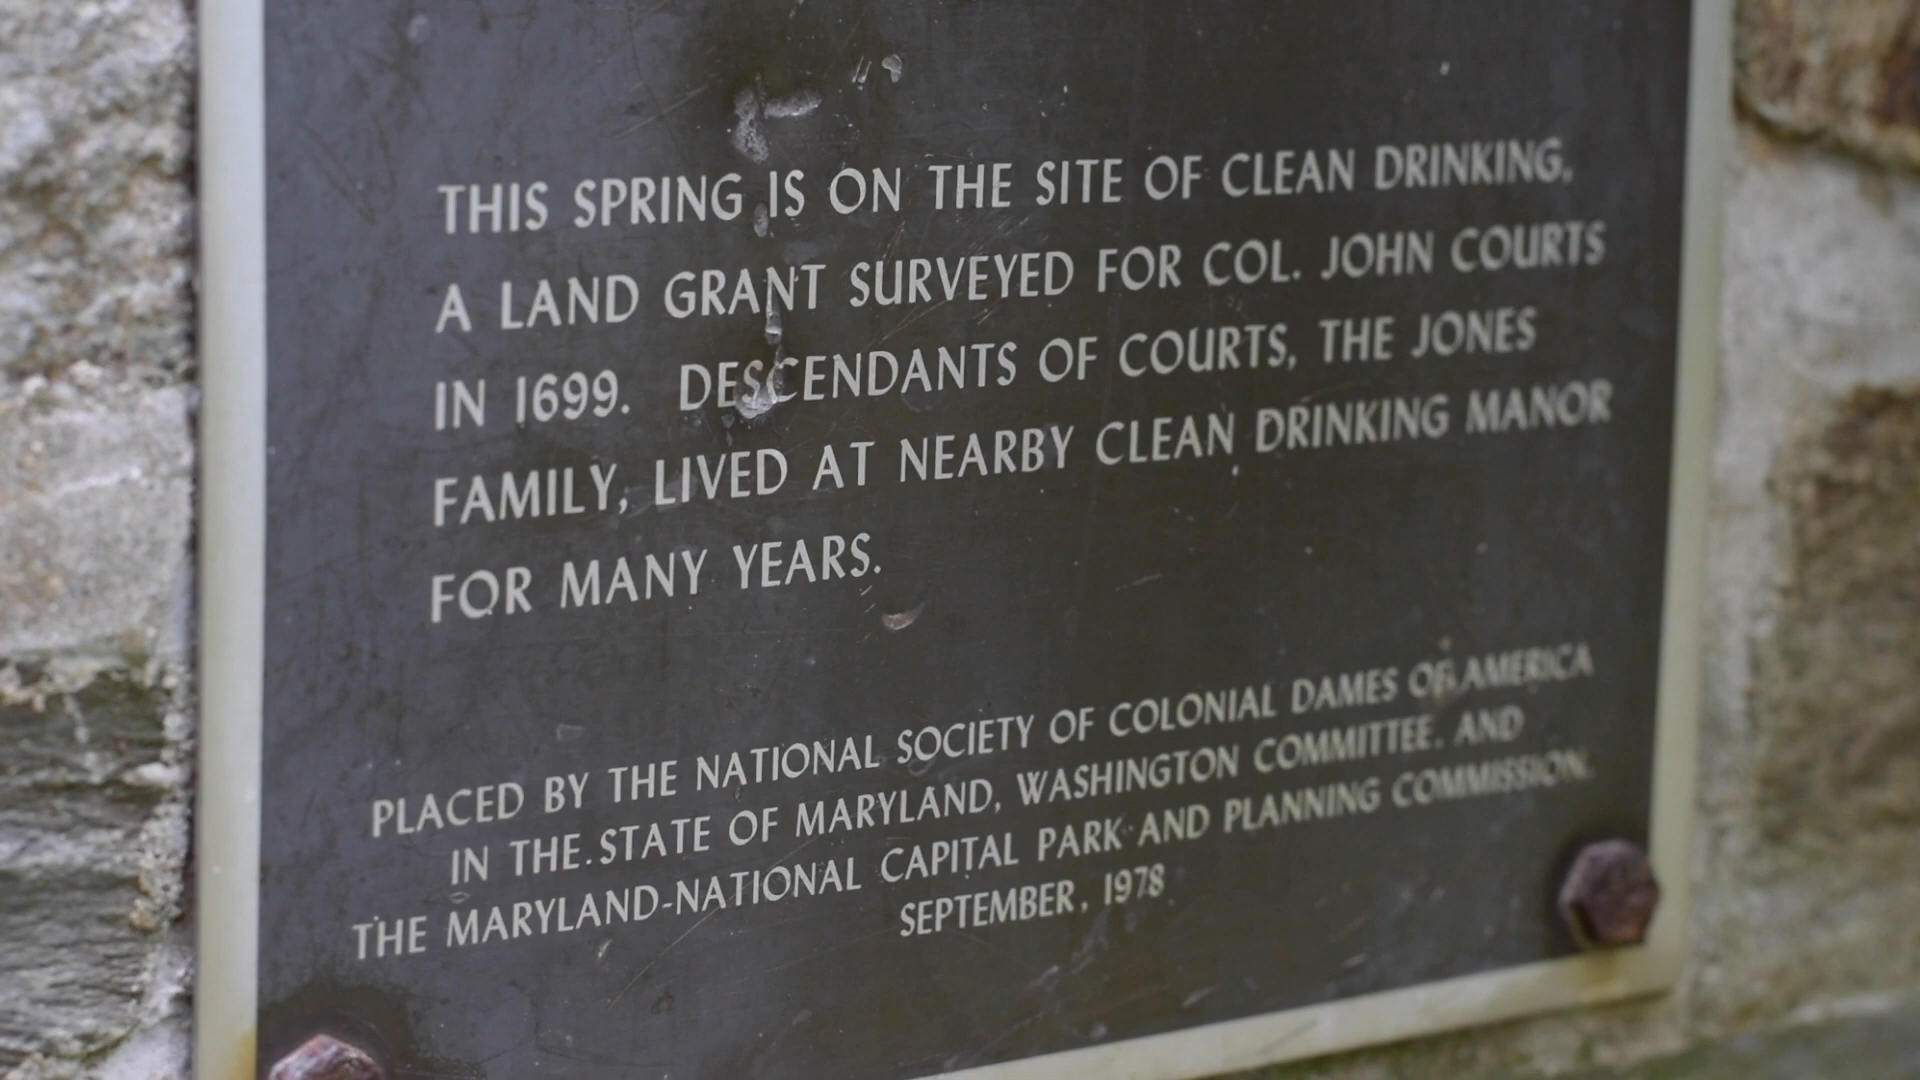 THIS SPRING IS ON THE SITE OF CLEAN DRINKING,
A LAND GRANT SURVEYED FOR COL. JOHN COURTS
IN 1699. DESCENDANTS OF COURTS, THE JONES
FAMILY, LIVED AT NEARBY CLEAN DRINKING MANOR
FOR MANY YEARS.
PLACED BY THE NATIONAL SOCIETY OF COLONIAL DAMES OF AMERICA
IN THE STATE OF MARYLAND, WASHINGTON COMMITTEE, AND
THE MARYLAND-NATIONAL CAPITAL PARK AND PLANNING COMMISSION.
SEPTEMBER, 1978